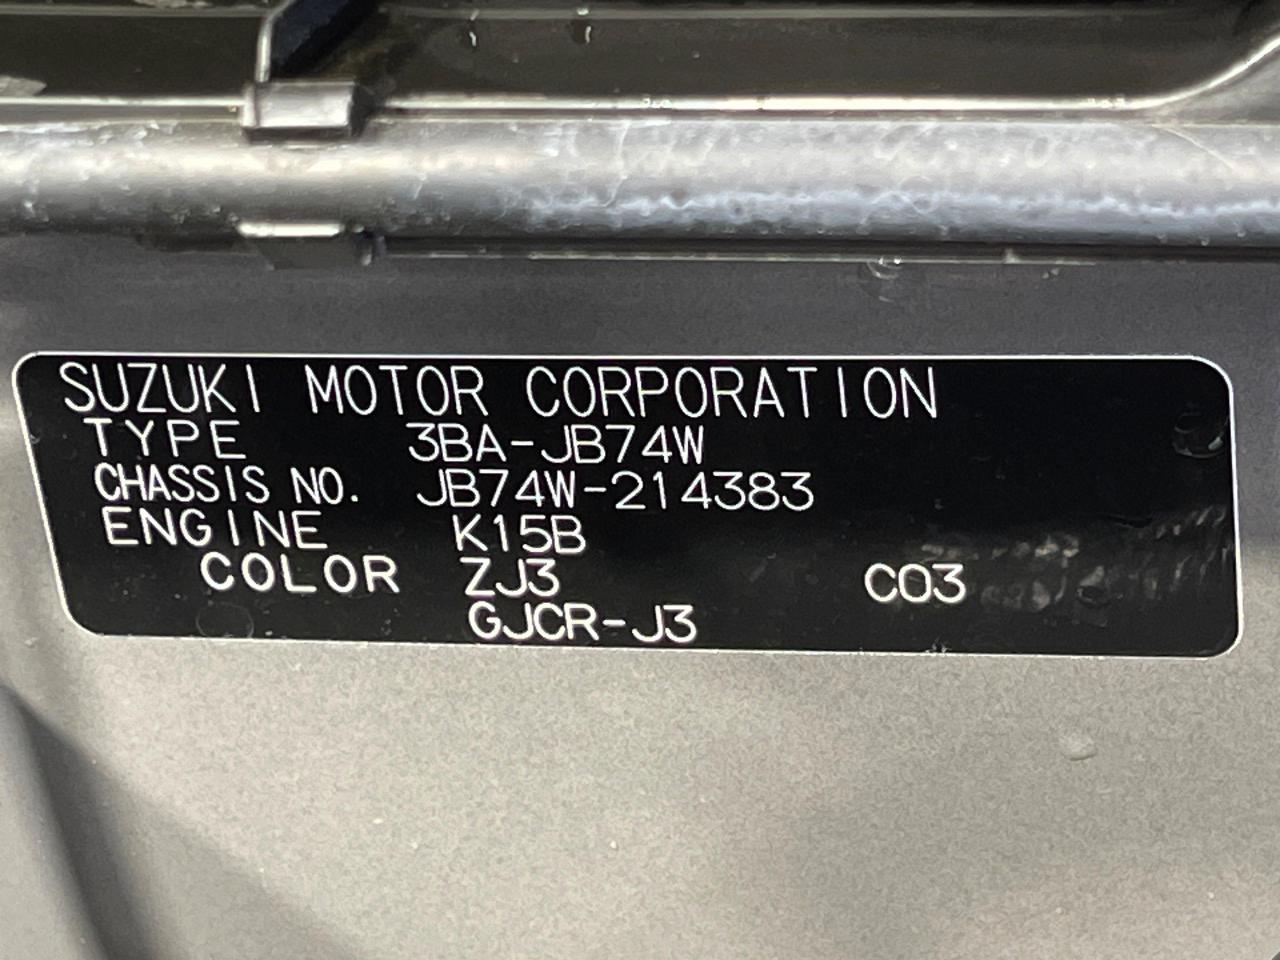 SUZUKI MOTOR CORPORATION
TYPE 3BA-JB74W
CHASSIS NO. JB74W-214383
ENGINE K15B
COLOR ZJ3 C03
GJCR-J3